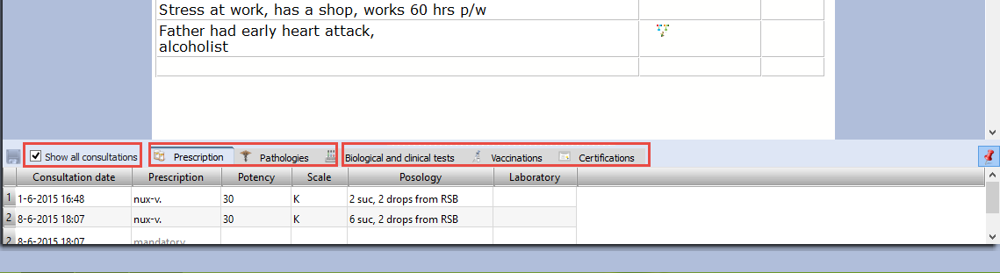 Stress at work, has a shop, works 60 hrs p/w
Father had early heart attack,
alcoholist
Show all consultations Prescription Pathologies Biological and clinical tests Vaccinations Certifications
Consultation date Prescription Potency Scale Posology Laboratory
1 1-6-2015 16:48 nux-v. 30 K 2 suc, 2 drops from RSB
2 8-6-2015 18:07 nux-v. 30 K 6 suc, 2 drops from RSB
2 8-6-2015 18:07 mandatory